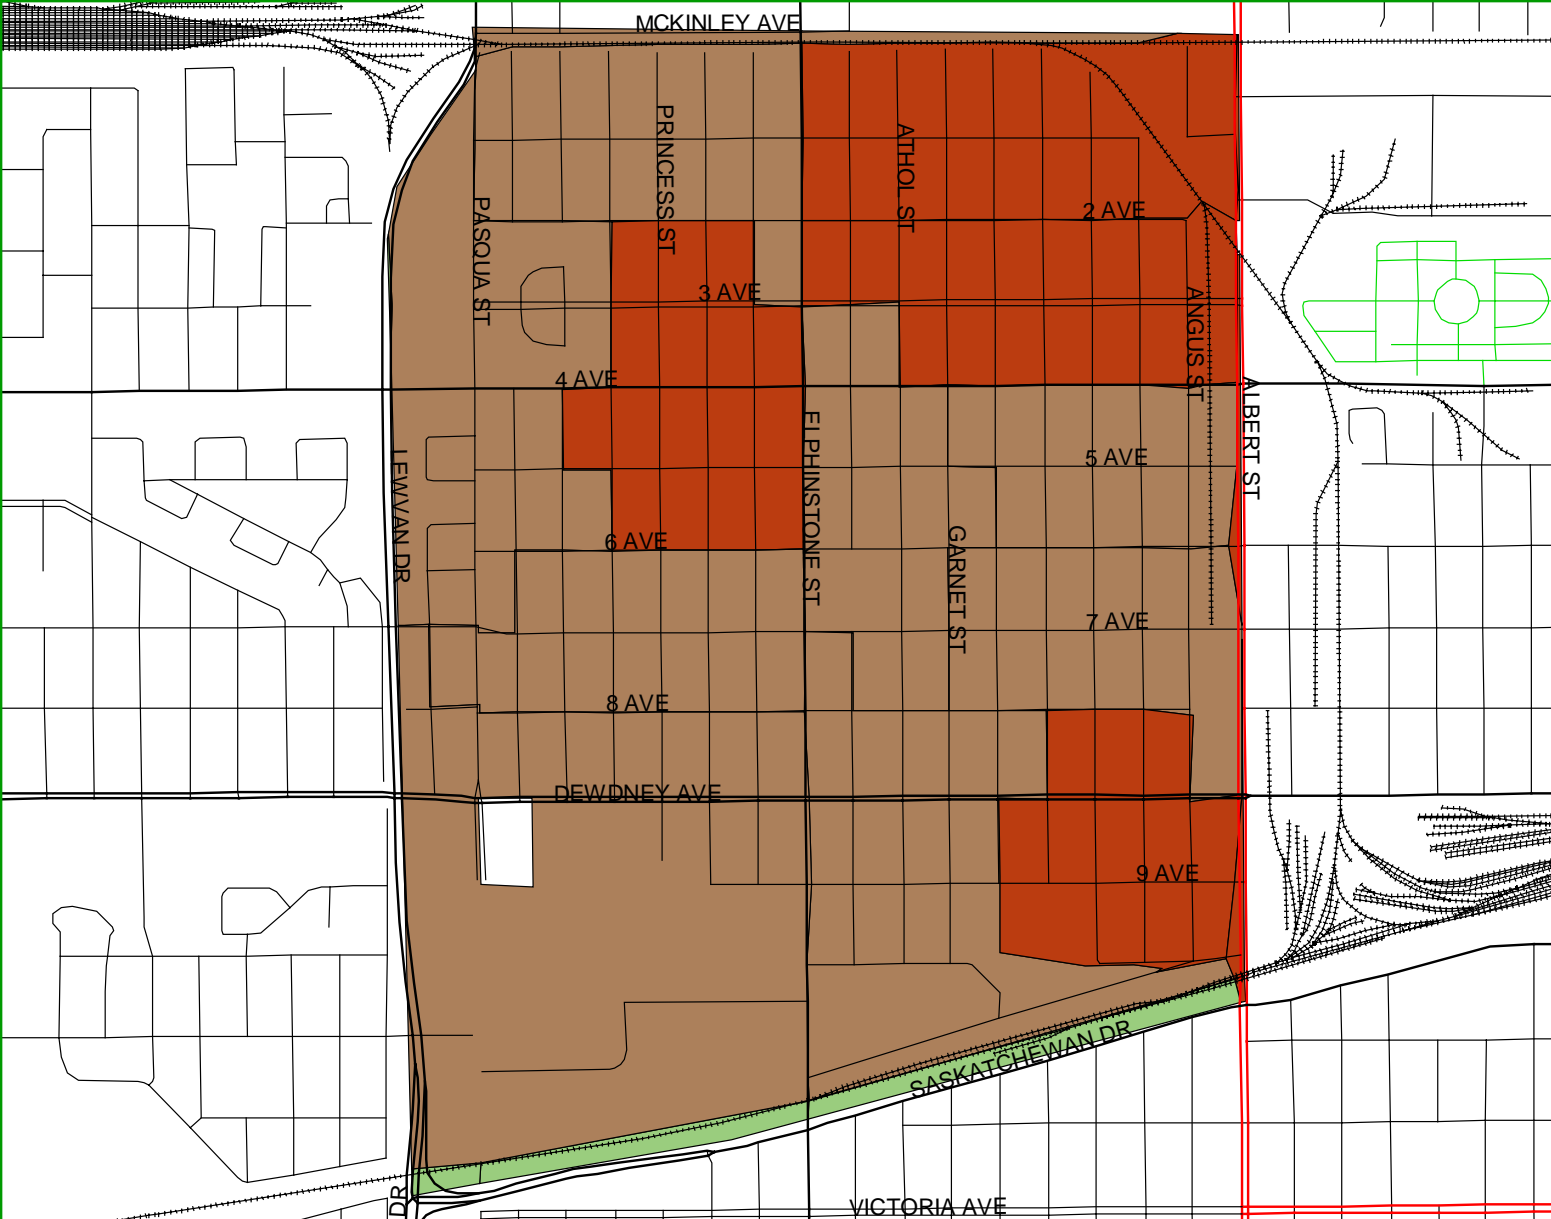 MCKINLEY AVE
PRINCESS ST
ATHOL ST
PASQUA ST
2 AVE
3 AVE
ANGUS ST
4 AVE
ALBERT ST
ELPHINSTONE ST
LEWVAN DR
5 AVE
GARNET ST
6 AVE
7 AVE
8 AVE
DEWDNEY AVE
9 AVE
SASKATCHEWAN DR
DR
VICTORIA AVE